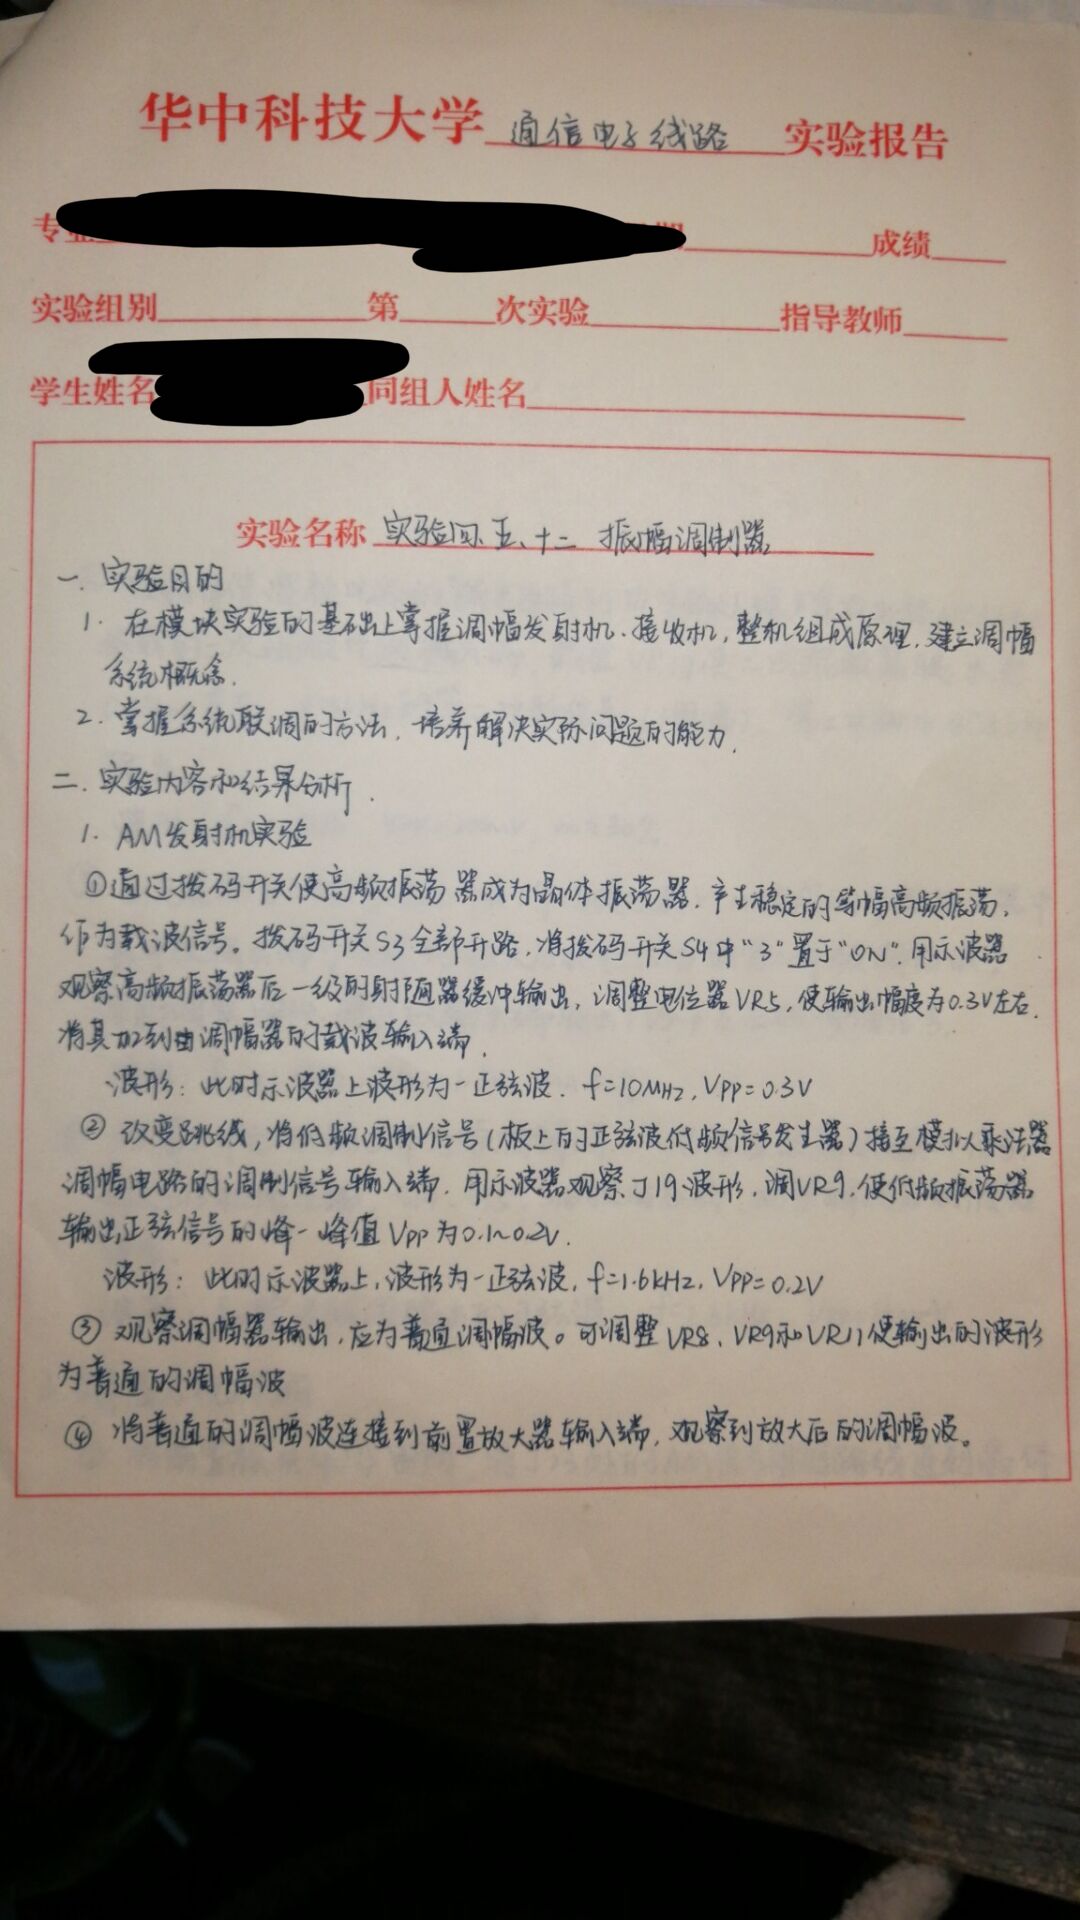 华中科技大学 通信电子线路 实验报告
专业 期 成绩
实验组别 第 次实验 指导教师
学生姓名 同组人姓名
实验名称 实验四、五、十二 振幅调制器
一. 实验目的
1. 在模块实验的基础上掌握调幅发射机、接收机,整机组成原理,建立调幅
系统概念.
2. 掌握系统联调的方法, 培养解决实际问题的能力.
二. 实验内容和结果分析.
1. AM发射机实验
①通过拨码开关使高频振荡器成为晶体振荡器,产生稳定的等幅高频振荡,
作为载波信号。拨码开关S3全部开路,将拨码开关S4中“3”置于“ON”.用示波器
观察高频振荡器后一级的射随器缓冲输出,调整电位器VR5,使输出幅度为0.3V左右.
将其加到由调幅器的载波输入端.
波形: 此时示波器上波形为一正弦波. f=10MHz, VPP=0.3V
② 改变跳线,将低频调制信号(板上的正弦波低频信号发生器)接至模拟乘法器
调幅电路的调制信号输入端,用示波器观察J19波形,调VR9,使低频振荡器
输出正弦信号的峰-峰值VPP为0.1~0.2V.
波形: 此时示波器上,波形为一正弦波, f=1.6kHz, VPP=0.2V
③ 观察调幅器输出,应为普通调幅波。可调整VR8、VR9和VR11使输出的波形
为普通的调幅波
④ 将普通的调幅波连接到前置放大器输入端,观察到放大后的调幅波。